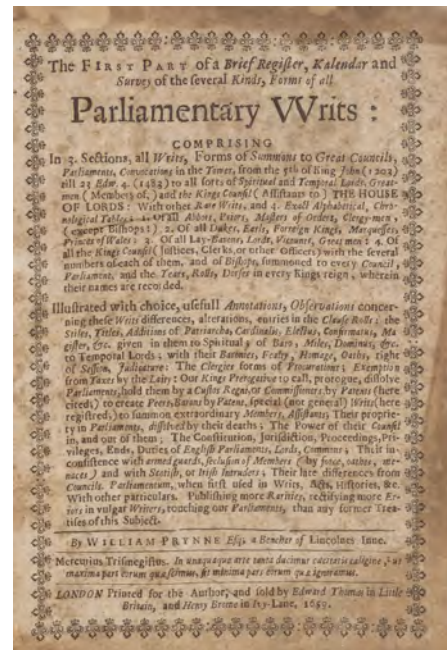 The FIRST PART of a Brief Register, Kalendar and
Survey of the several Kinds, Forms of all
Parliamentary VVrits :
COMPRISING
In 3. Sections, all Writs, Forms of Summons to Great Councils,
Parliaments, Convocations in the Tower, from the 5th of King John (1203)
till 23 Edw. 4. (1483) to all sorts of Spiritual and Temporal Lords, Great-
men (Members of,) and the Kings Counsil (Assistants to) THE HOUSE
OF LORDS: With other Rare Writs, and 4. Exact Alphabetical, Chro-
nological Tables; 1. Of all Abbots, Priors, Masters of Orders, Clergy-men,
(except Bishops:) 2. Of all Dukes, Earls, Forreign Kings, Marquesses,
Princes of Wales: 3. Of all Lay-Barons, Lords, Vicounts, Great men: 4. Of
all the Kings Counsil (Justices, Clerks, or other Officers) with the several
numbers of each of them, and of Bishops, summoned to every Council,
Parliament, and the Years, Rolls, Dorses in every Kings reign, wherein
their names are recorded.
Illustrated with choice, usefull Annotations, Observations concer-
ning these Writs differences, alterations, entries in the Clause Rolls: the
Stiles, Titles, Additions of Patriarcha, Cardinalis, Electus, Confirmatus, Ma
gister, &c. given in them to Spiritual; of Baro, Miles, Dominus, &c.
to Temporal Lords; with their Baronies, Fealty, Homage, Oaths, right
of Session, Judicature: The Clergies forms of Procurations; Exemption
from Taxes by the Laity: Our Kings Prerogative to call, prorogue, dissolve
Parliaments, hold them by a Custos Regni, or Commissioners by Patents (here
cited;) to create Peers, Barons by Patent, special (not general) Writs (here
registred;) to summon extraordinary Members, Assistants; Their proprie-
ty in Parliaments, dissolved by their deaths; The Power of their Counsil
in, and out of them; The Constitution, Jurisdiction, Proceedings, Pri-
vileges, Ends, Duties of English Parliaments, Lords, Commons; Their in-
consistence with armed guards, seclusion of Members (by force, oathes, me-
naces) and with Scottish, or Irish Intruders; Their late differences from
Councils. Parliamentum, when first used in Writs, Acts, Histories, &c.
With other particulars. Publishing more Rarities, rectifying more Er-
rors in vulgar Writers, touching our Parliaments, than any former Trea-
tises of this Subject.
By WILLIAM PRYNNE Esq; a Bencher of Lincolnes Inne.
Mercurius Trismegistus. In unaquaque arte tanta ducimur caecitatis caligine, ut
maxima pars eorum quae scimus, sit minima pars eorum quae ignoramus.
LONDON Printed for the Author, and sold by Edward Thomas in Little
Britain, and Henry Brome in Ivy-Lane, 1659.